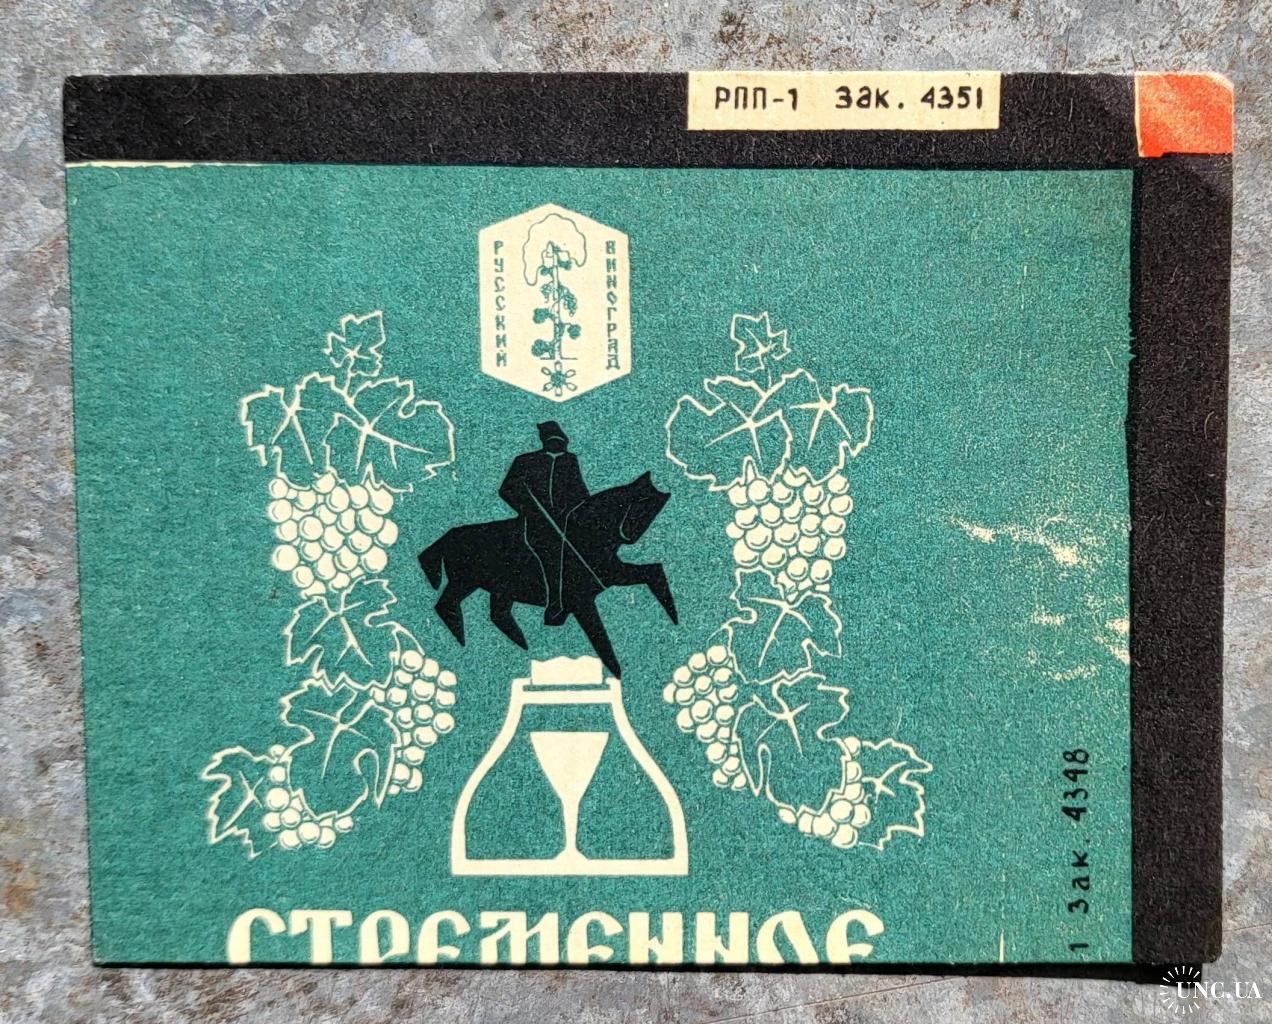 РПП-1 Зак. 4351
РУССКИЙ
ВИНОГРАД
СТРЕМЕННОЕ
1 Зак. 4348
UNC.UA